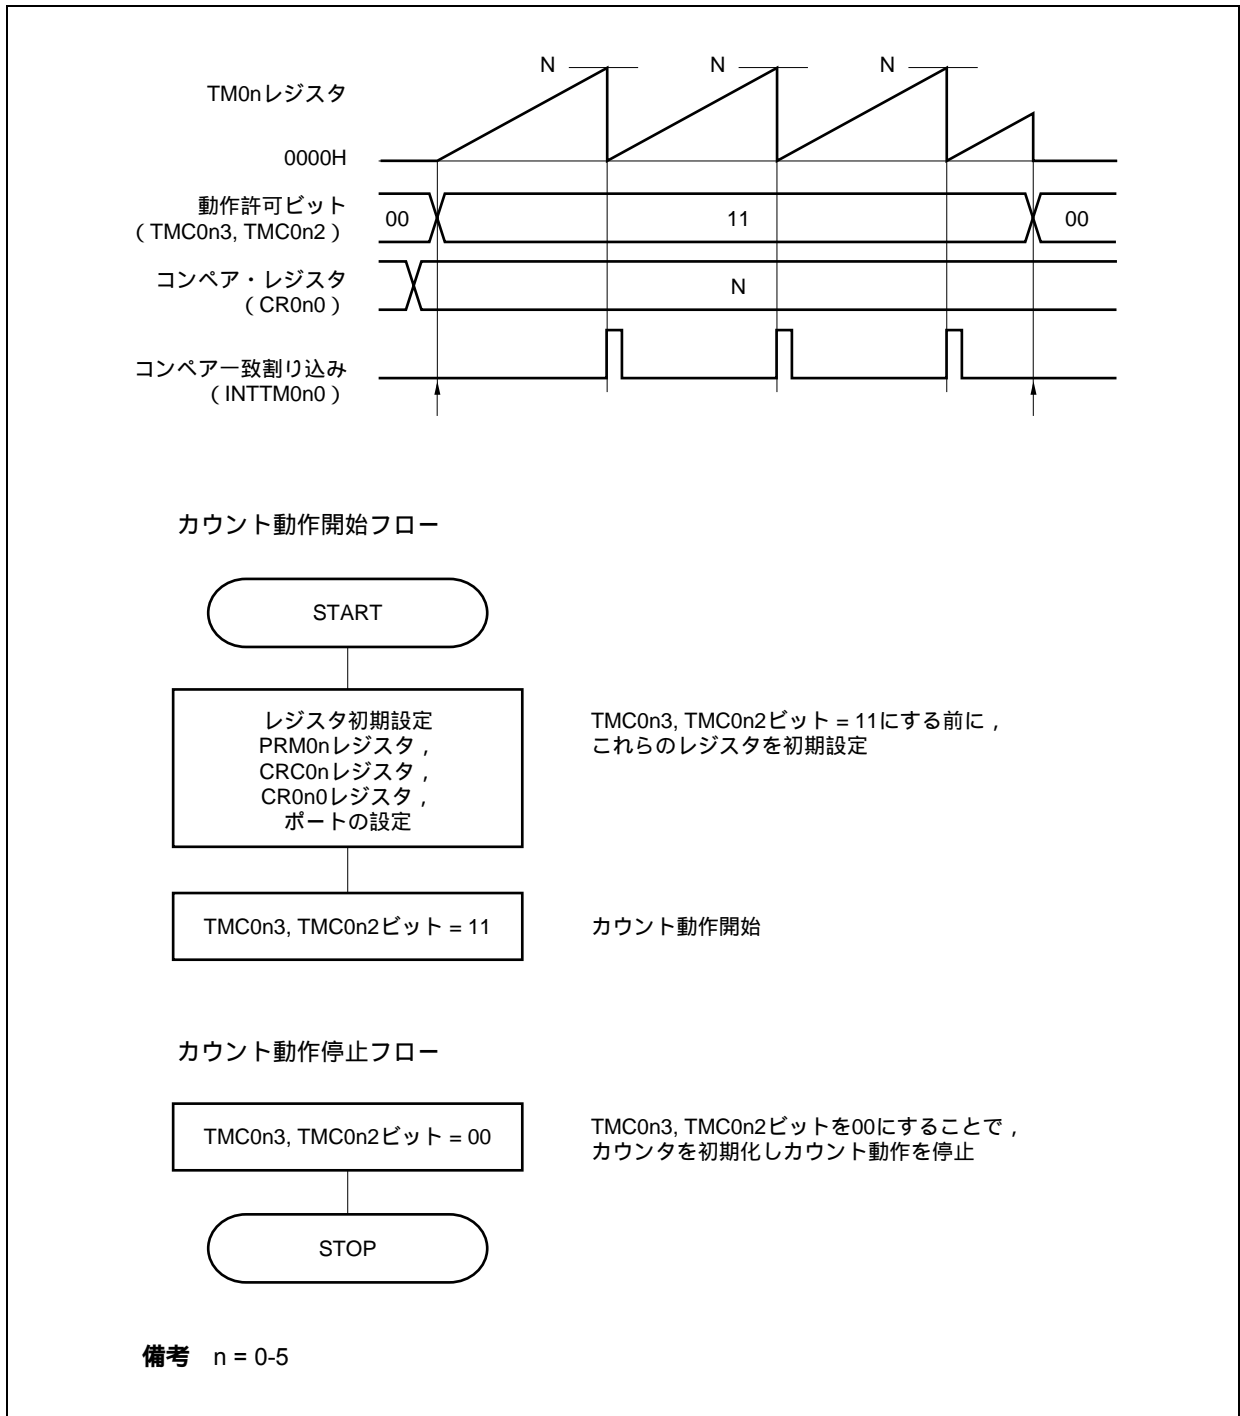 N N N
TM0nレジスタ
0000H
動作許可ビット
( TMC0n3, TMC0n2 )
00 11 00
コンペア・レジスタ
( CR0n0 )
N
コンペア一致割り込み
( INTTM0n0 )
カウント動作開始フロー
START
レジスタ初期設定
PRM0nレジスタ,
CRC0nレジスタ,
CR0n0レジスタ,
ポートの設定
TMC0n3, TMC0n2ビット = 11にする前に,
これらのレジスタを初期設定
TMC0n3, TMC0n2ビット = 11
カウント動作開始
カウント動作停止フロー
TMC0n3, TMC0n2ビット = 00
TMC0n3, TMC0n2ビットを00にすることで,
カウンタを初期化しカウント動作を停止
STOP
備考 n = 0-5